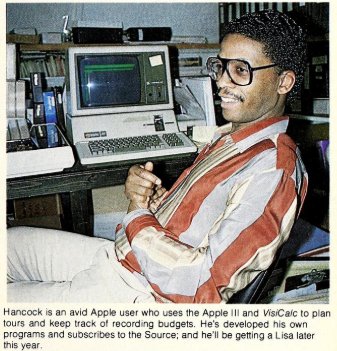 Hancock is an avid Apple user who uses the Apple III and VisiCalc to plan
tours and keep track of recording budgets. He's developed his own
programs and subscribes to the Source; and he'll be getting a Lisa later
this year.